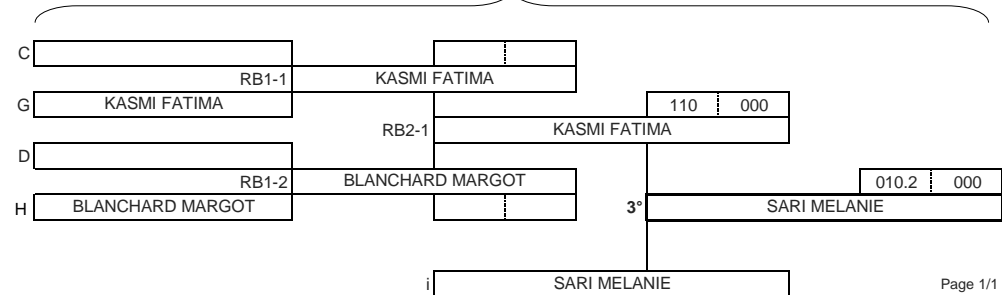 C
RB1-1 KASMI FATIMA
G KASMI FATIMA 110 000
RB2-1 KASMI FATIMA
D
RB1-2 BLANCHARD MARGOT 010.2 000
H BLANCHARD MARGOT 3° SARI MELANIE
i SARI MELANIE Page 1/1